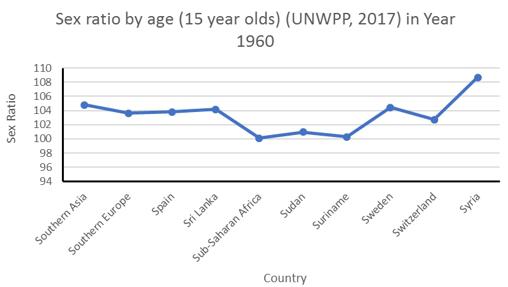 Sex ratio by age (15 year olds) (UNWPP, 2017) in Year
1960
Sex Ratio
110
108
106
104
102
100
98
96
94
Southern Asia
Southern Europe
Spain
Sri Lanka
Sub-Saharan Africa
Sudan
Suriname
Sweden
Switzerland
Syria
Country